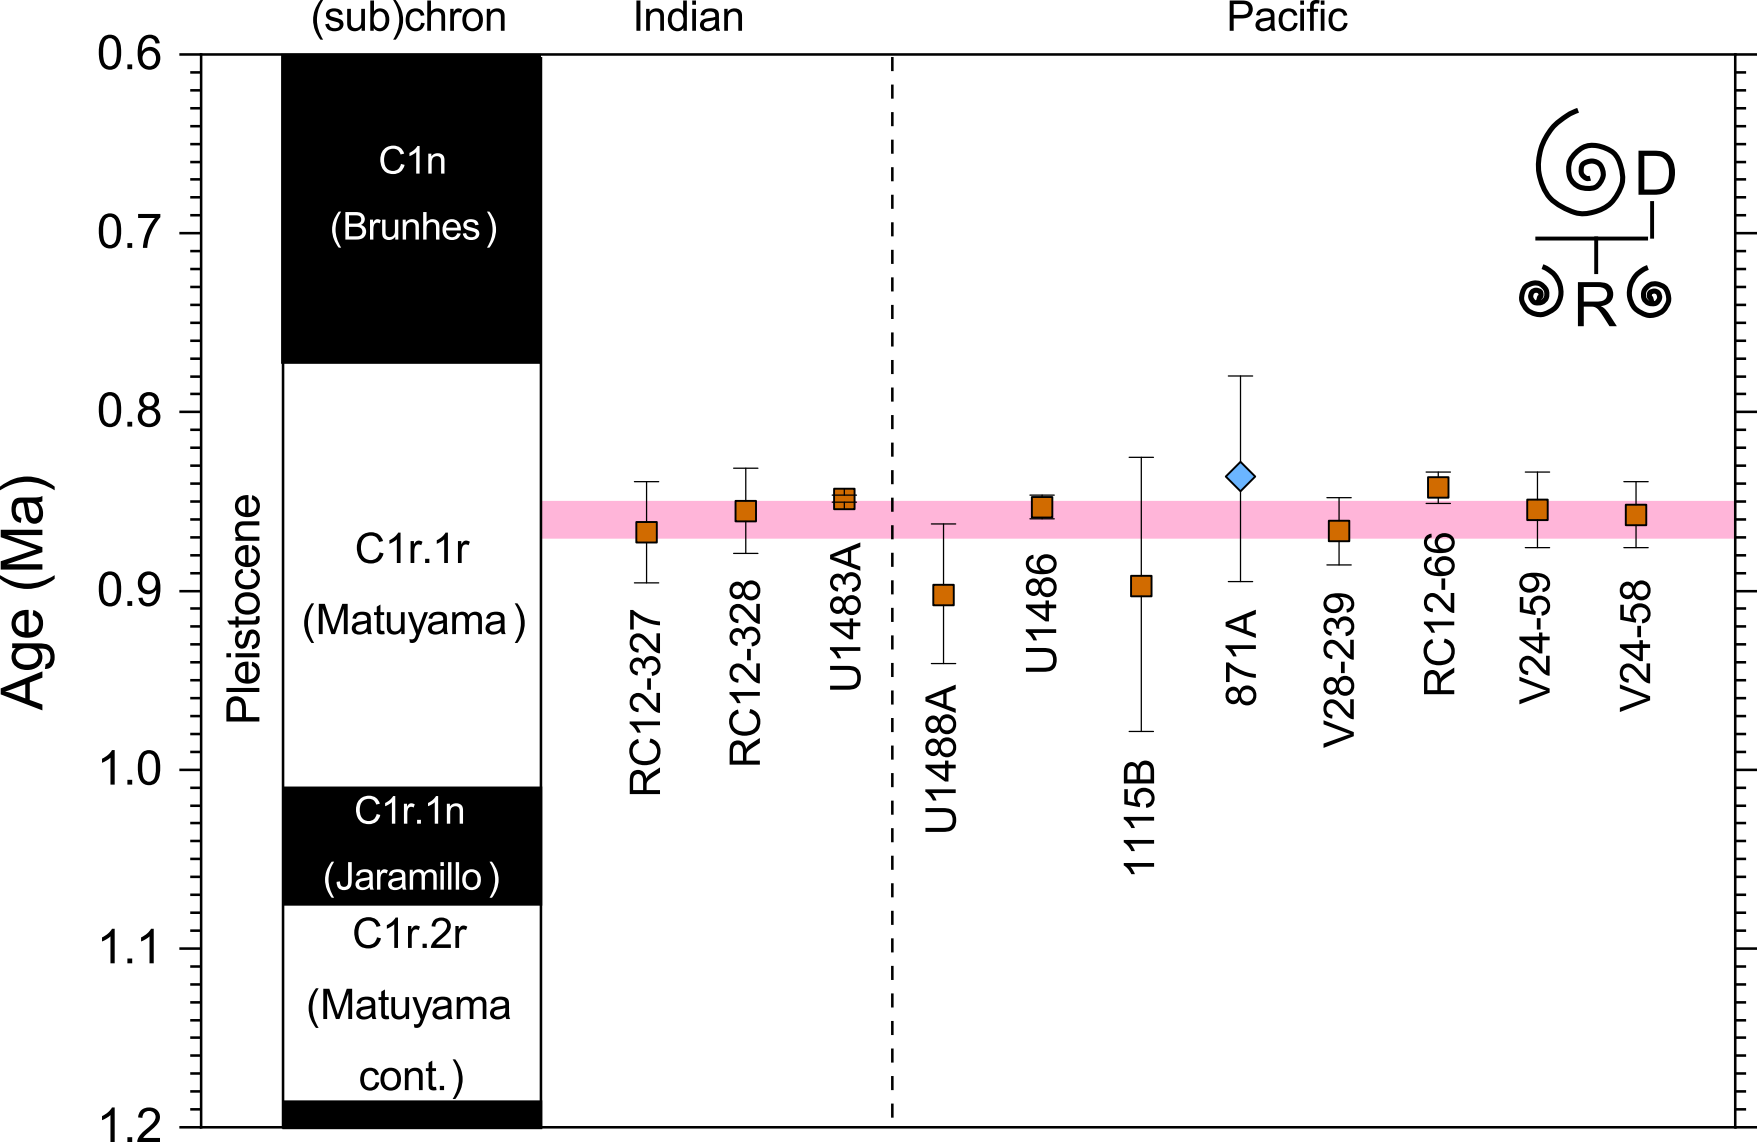 (sub)chron
Indian
Pacific
Age (Ma)
0.6
0.7
0.8
0.9
1.0
1.1
1.2
Pleistocene
C1n
(Brunhes)
C1r.1r
(Matuyama)
C1r.1n
(Jaramillo)
C1r.2r
(Matuyama
cont.)
RC12-327
RC12-328
U1483A
U1488A
U1486
1115B
871A
V28-239
RC12-66
V24-59
V24-58
D
R